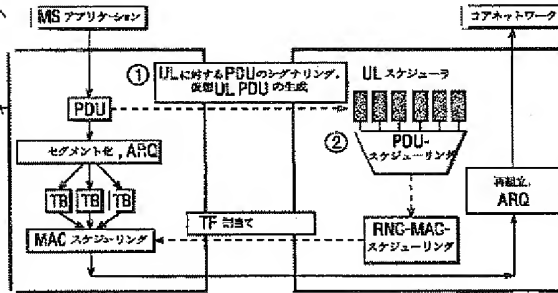 MS アプリケーション
コアネットワーク
① ULに対するPDUのシグナリング、
仮想UL PDU の生成
UL スケジューラ
PDU
②
PDU-
スケジューリング
セグメント化, ARQ
再組立,
ARQ
TB TB TB
TF 割当て
MAC スケジューリング
RNC-MAC-
スケジューリング